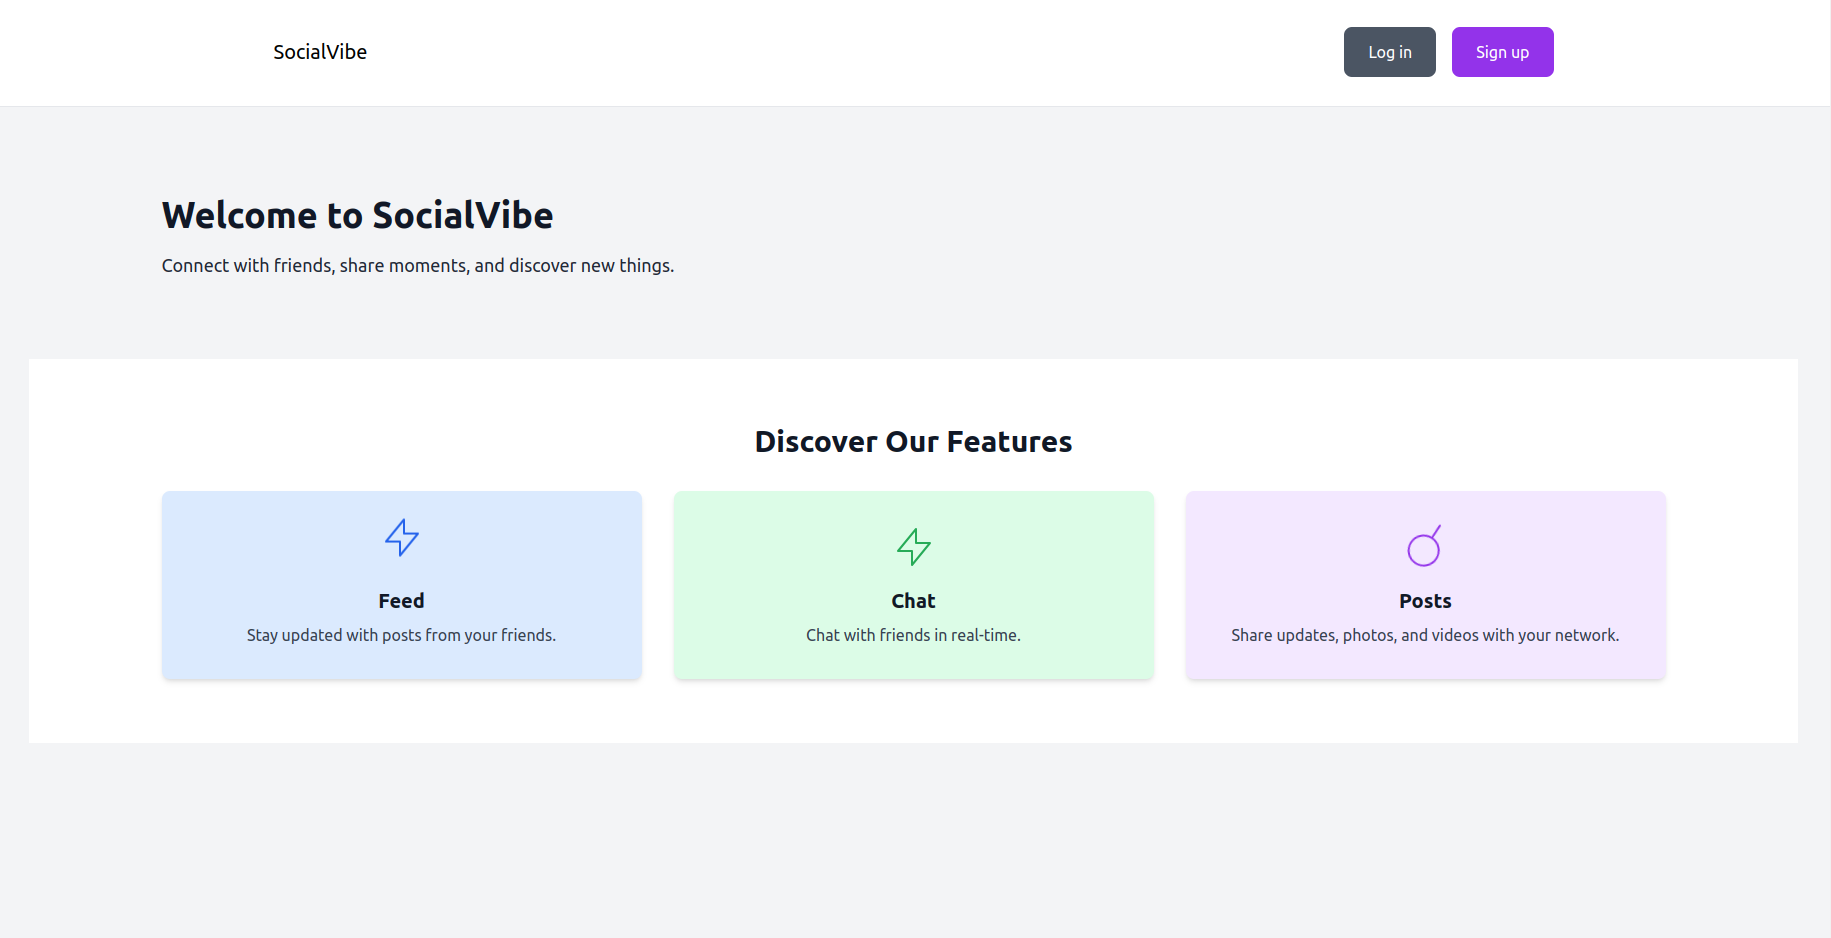 SocialVibe
Log in
Sign up
Welcome to SocialVibe
Connect with friends, share moments, and discover new things.
Discover Our Features
Feed
Stay updated with posts from your friends.
Chat
Chat with friends in real-time.
Posts
Share updates, photos, and videos with your network.